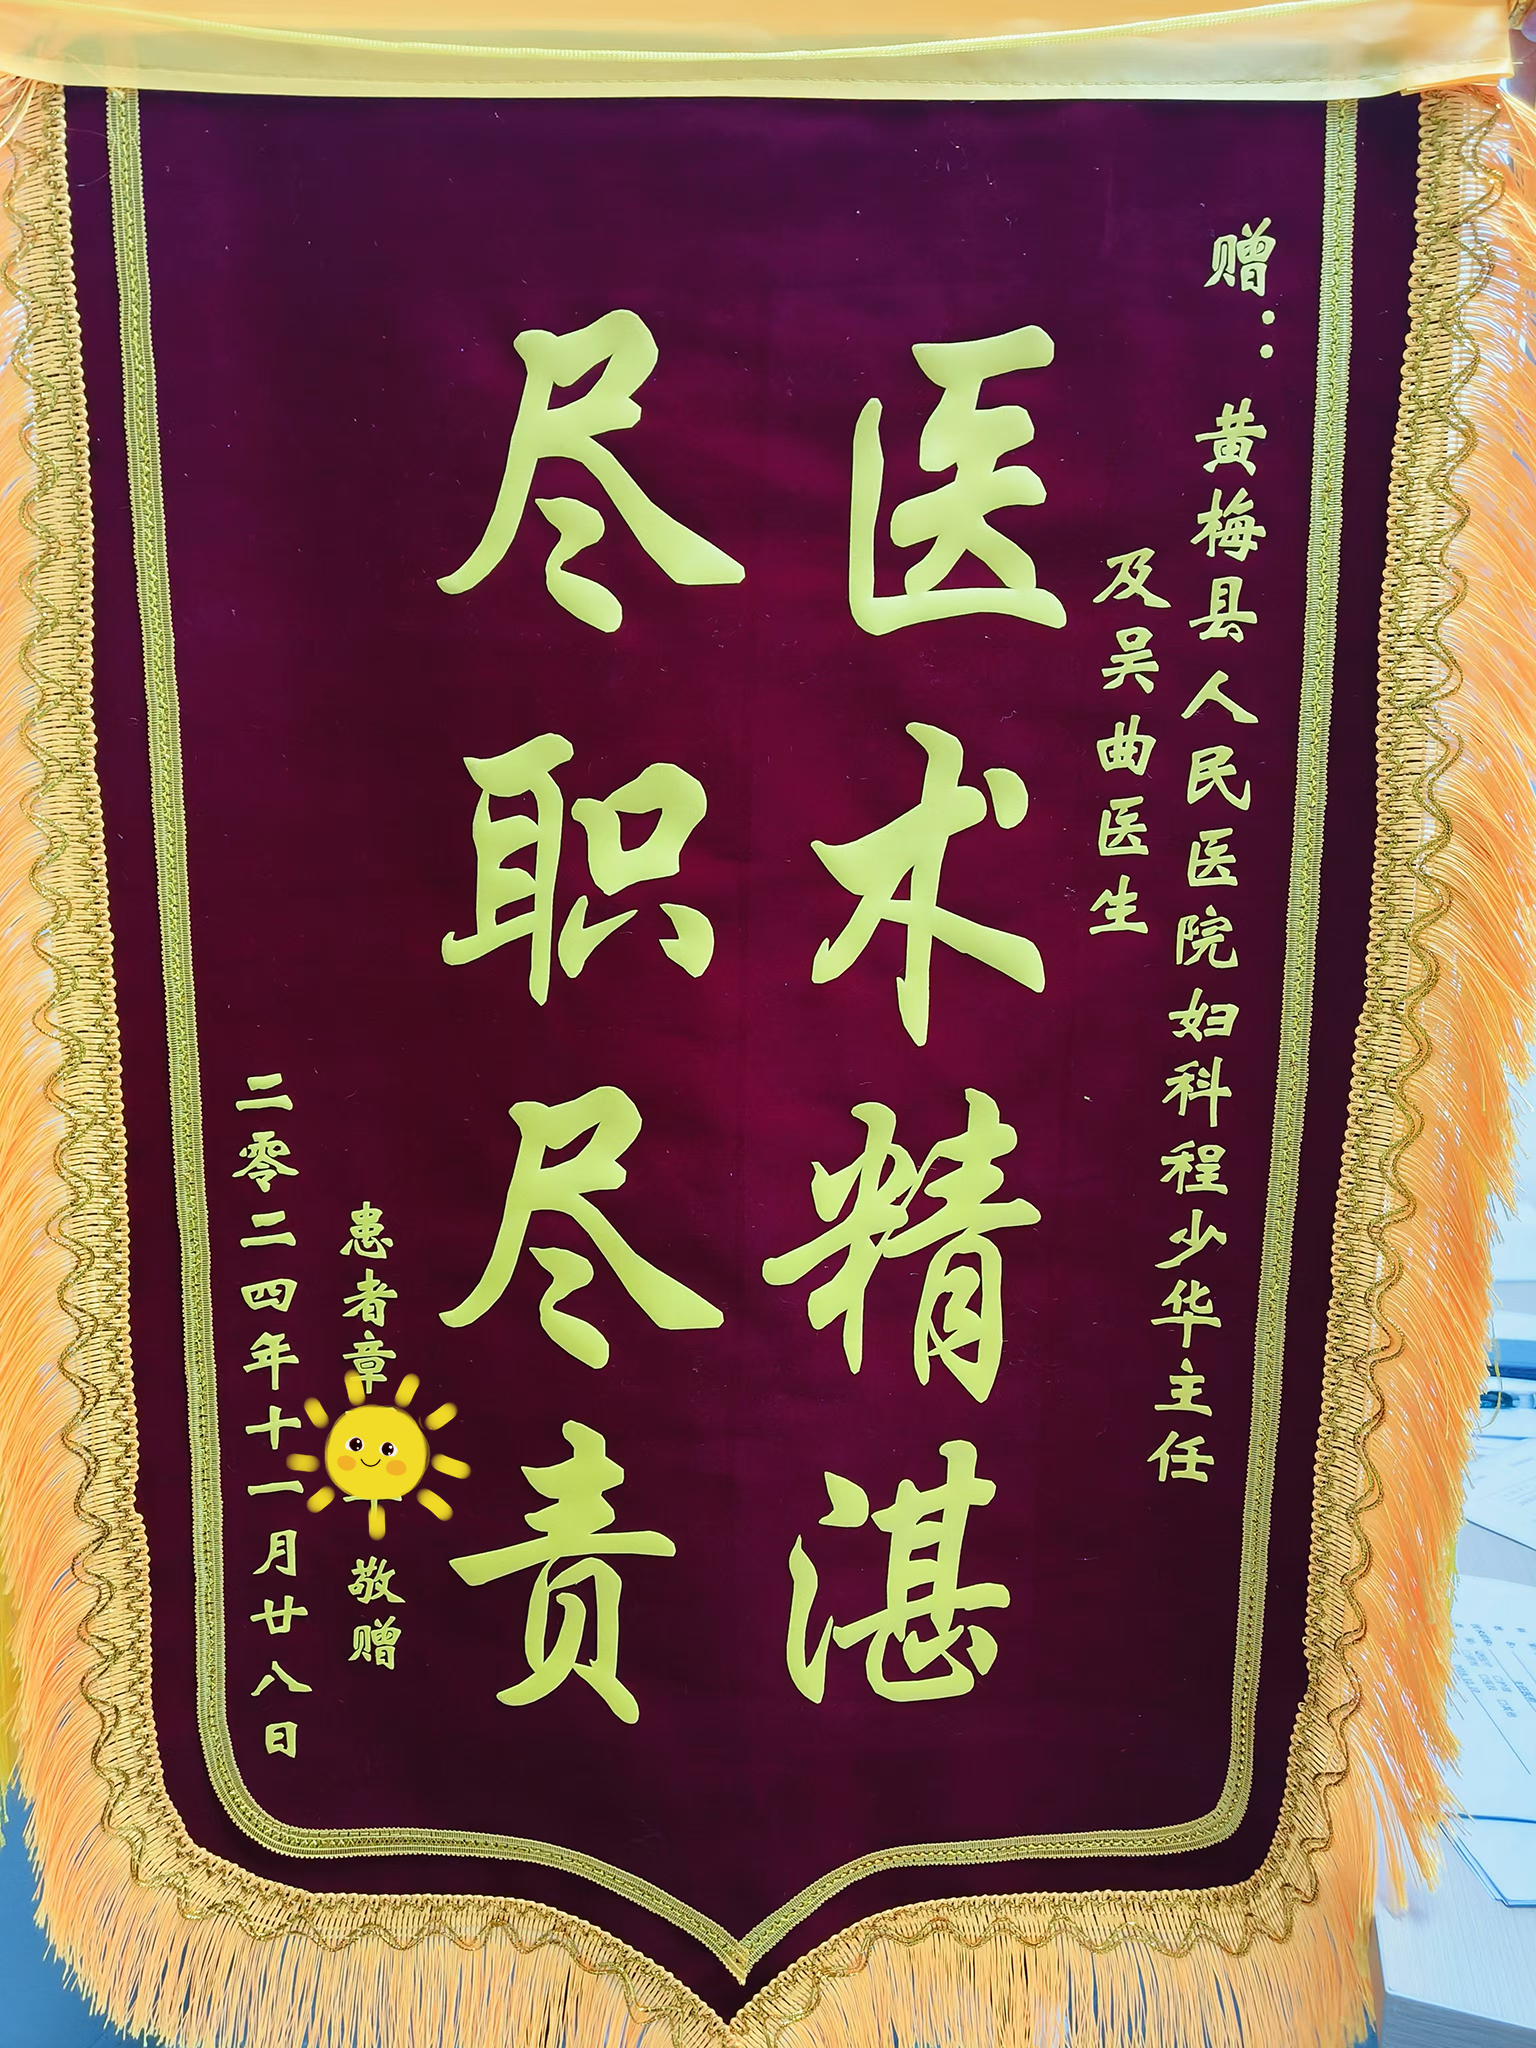 赠：黄梅县人民医院妇科程少华主任
及吴曲医生
医术精湛
尽职尽责
患者章
敬赠
二零二四年十一月廿八日